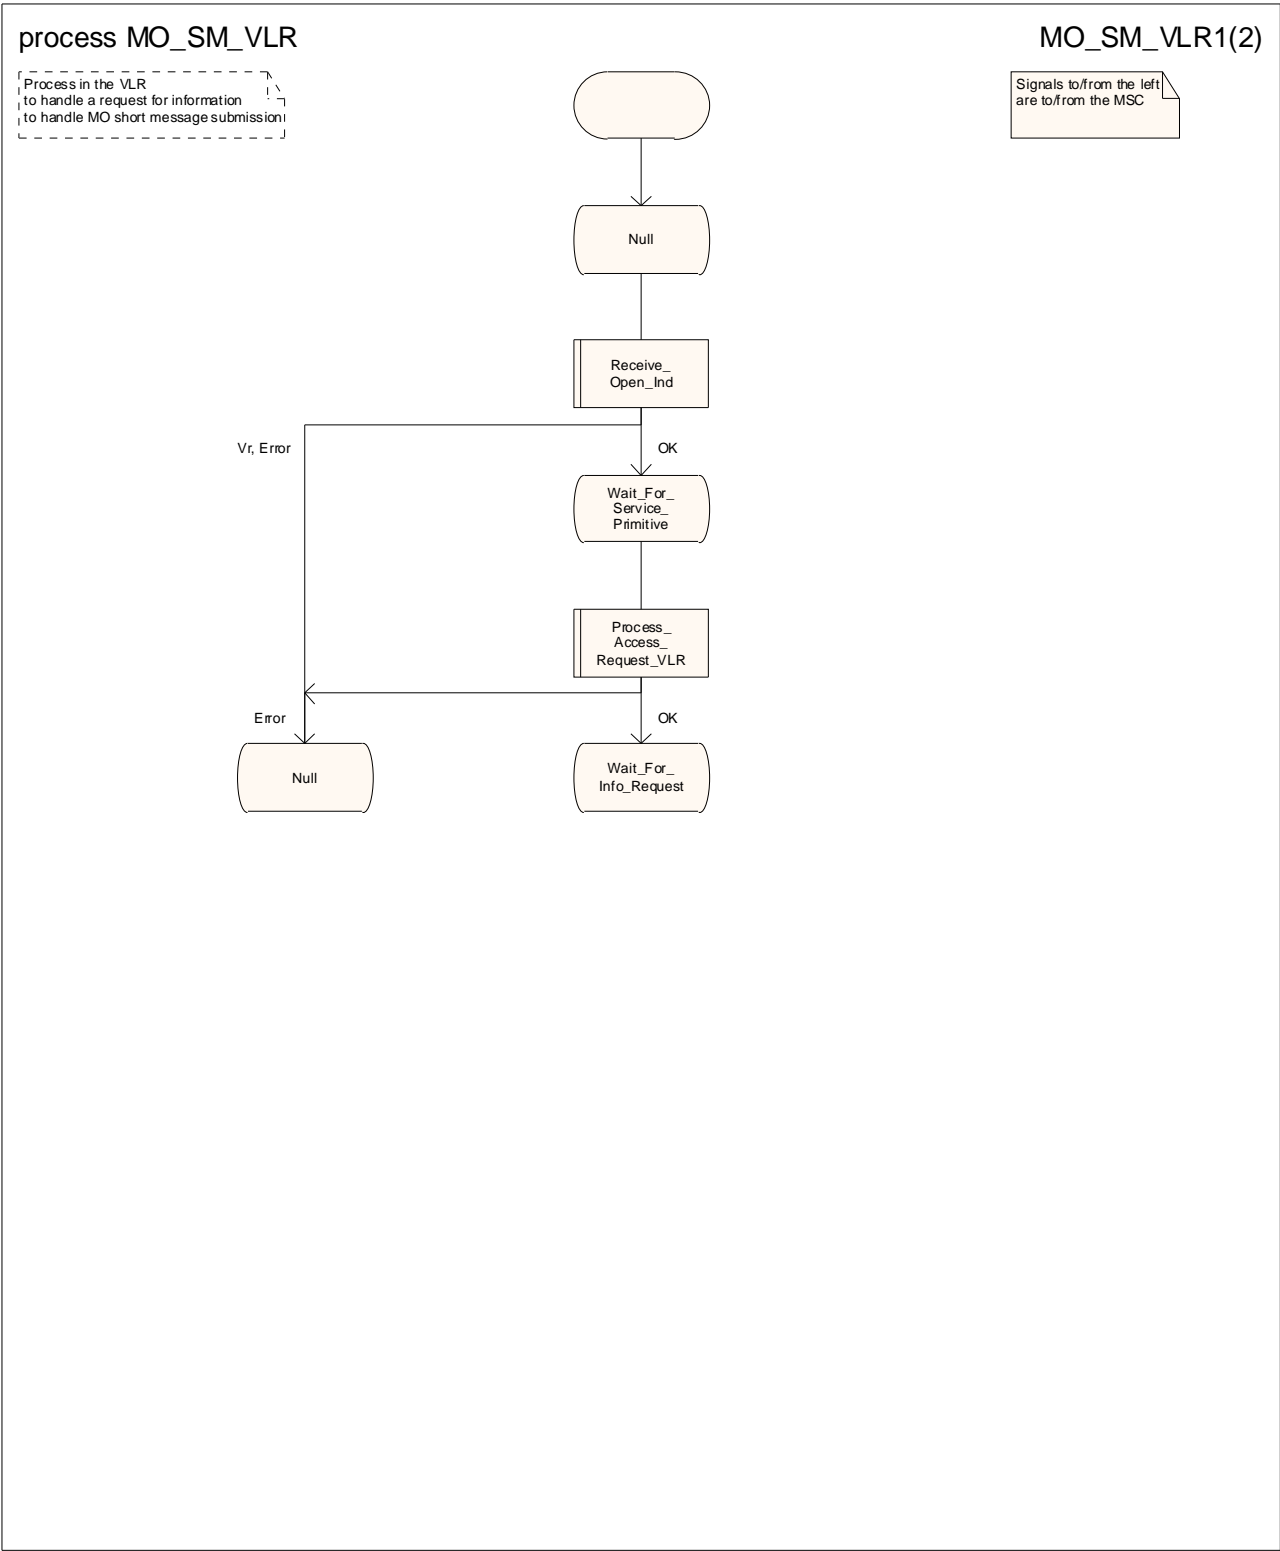 process MO_SM_VLR
MO_SM_VLR1(2)
Process in the VLR
to handle a request for information
to handle MO short message submission
Signals to/from the left
are to/from the MSC
Null
Receive_
Open_Ind
Vr, Error
OK
Wait_For_
Service_
Primitive
Process_
Access_
Request_VLR
Error
OK
Null
Wait_For_
Info_Request